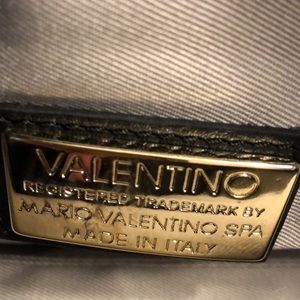 VALENTINO
REGISTERED TRADEMARK BY
MARIO VALENTINO SPA
MADE IN ITALY